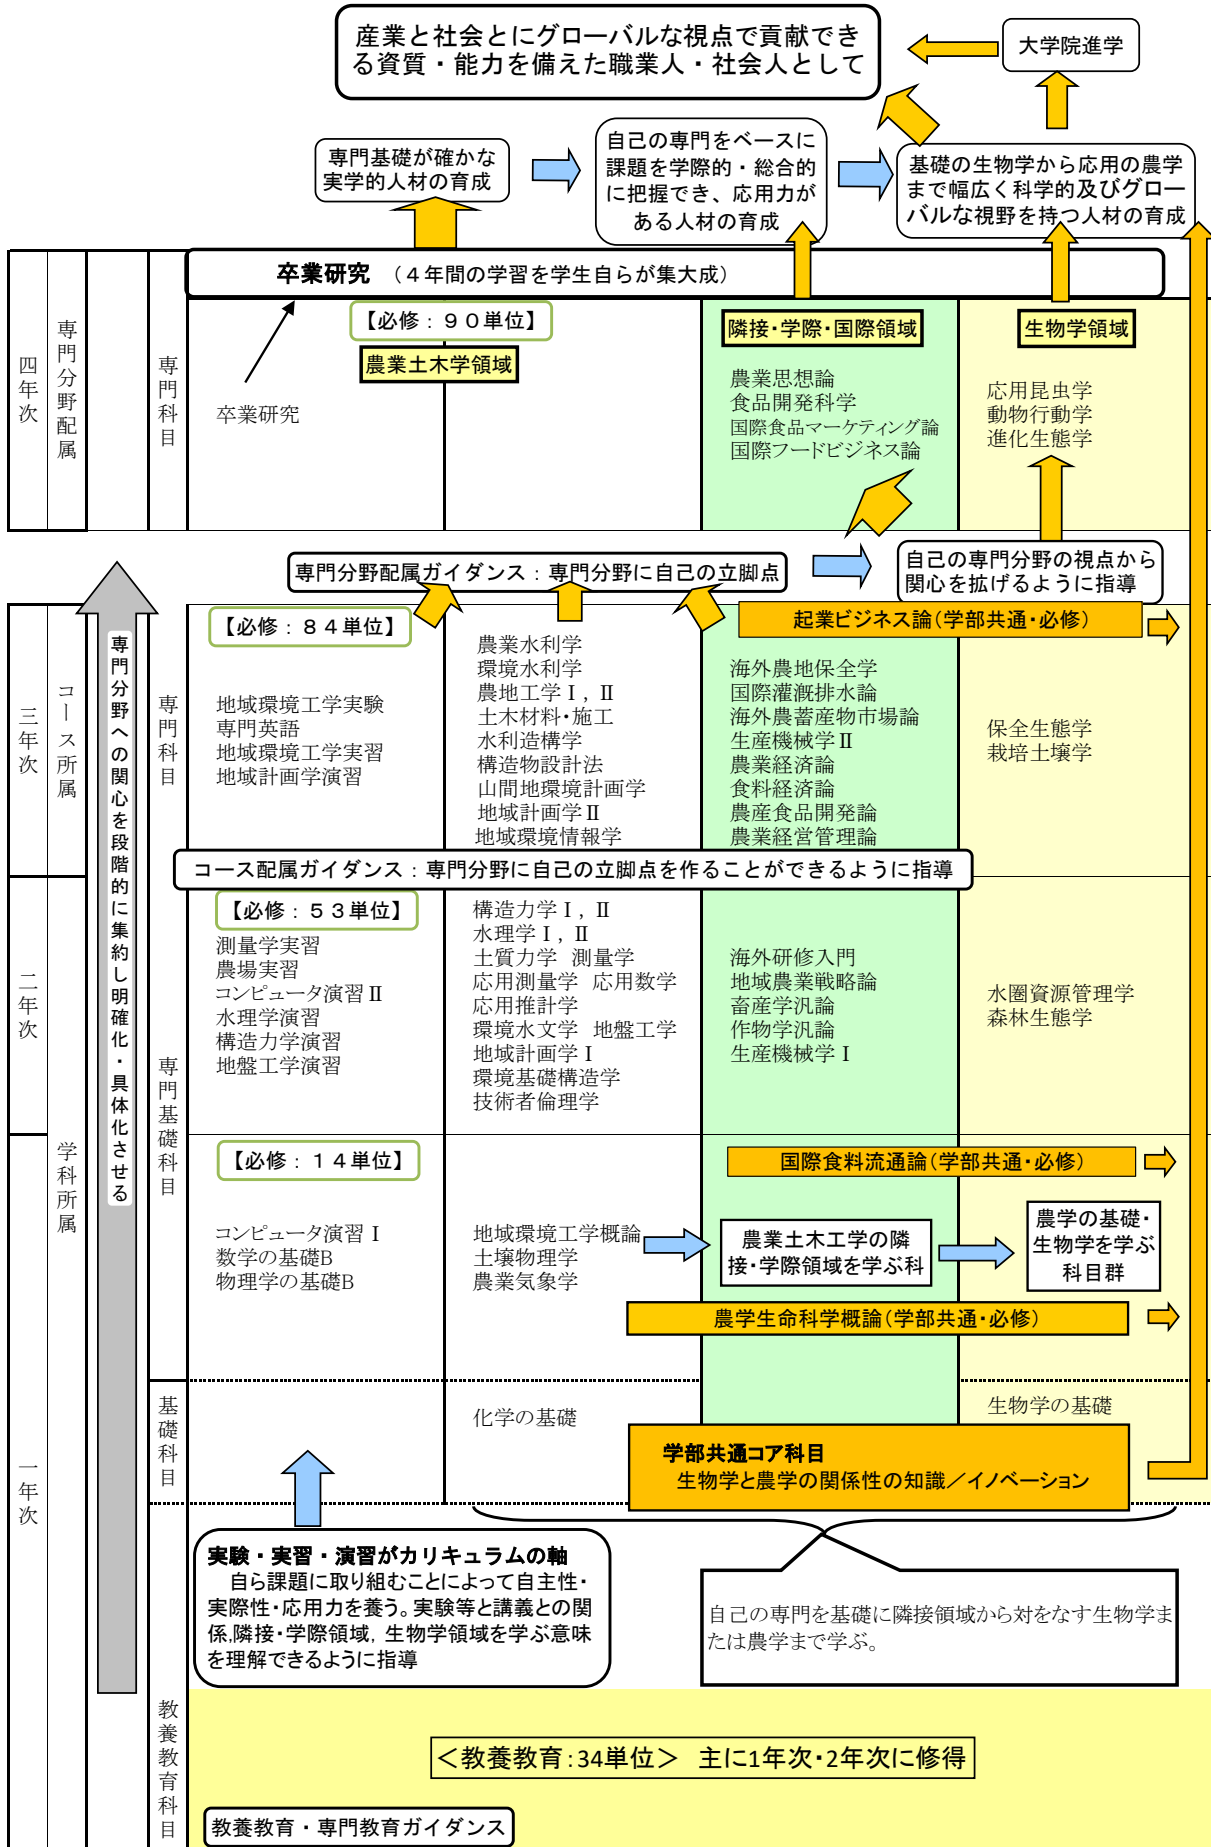 産業と社会とにグローバルな視点で貢献でき
る資質・能力を備えた職業人・社会人として
大学院進学
専門基礎が確かな
実学的人材の育成
自己の専門をベースに
課題を学際的・総合的
に把握でき、応用力が
ある人材の育成
基礎の生物学から応用の農学
まで幅広く科学的及びグロー
バルな視野を持つ人材の育成
卒業研究 （４年間の学習を学生自らが集大成）
四年次
専門分野配属
専門科目
【必修：９０単位】
農業土木学領域
隣接・学際・国際領域
生物学領域
卒業研究
農業思想論
食品開発科学
国際食品マーケティング論
国際フードビジネス論
応用昆虫学
動物行動学
進化生態学
専門分野配属ガイダンス：専門分野に自己の立脚点
自己の専門分野の視点から
関心を拡げるように指導
専門分野への関心を段階的に集約し明確化・具体化させる
三年次
コース所属
専門科目
【必修：８４単位】
起業ビジネス論(学部共通・必修)
地域環境工学実験
専門英語
地域環境工学実習
地域計画学演習
農業水利学
環境水利学
農地工学Ⅰ，Ⅱ
土木材料・施工
水利造構学
構造物設計法
山間地環境計画学
地域計画学Ⅱ
地域環境情報学
海外農地保全学
国際灌漑排水論
海外農蓄産物市場論
生産機械学Ⅱ
農業経済論
食料経済論
農産食品開発論
農業経営管理論
保全生態学
栽培土壌学
コース配属ガイダンス：専門分野に自己の立脚点を作ることができるように指導
二年次
学科所属
専門基礎科目
【必修：５３単位】
測量学実習
農場実習
コンピュータ演習Ⅱ
水理学演習
構造力学演習
地盤工学演習
構造力学Ⅰ，Ⅱ
水理学Ⅰ，Ⅱ
土質力学 測量学
応用測量学 応用数学
応用推計学
環境水文学 地盤工学
地域計画学Ⅰ
環境基礎構造学
技術者倫理学
海外研修入門
地域農業戦略論
畜産学汎論
作物学汎論
生産機械学Ⅰ
水圏資源管理学
森林生態学
一年次
【必修：１４単位】
国際食料流通論(学部共通・必修)
コンピュータ演習Ⅰ
数学の基礎B
物理学の基礎B
地域環境工学概論
土壌物理学
農業気象学
農業土木工学の隣
接・学際領域を学ぶ科
農学の基礎・
生物学を学ぶ
科目群
農学生命科学概論(学部共通・必修)
基礎科目
化学の基礎
生物学の基礎
学部共通コア科目
生物学と農学の関係性の知識／イノベーション
実験・実習・演習がカリキュラムの軸
自ら課題に取り組むことによって自主性・
実際性・応用力を養う。実験等と講義との関
係,隣接・学際領域，生物学領域を学ぶ意味
を理解できるように指導
自己の専門を基礎に隣接領域から対をなす生物学ま
たは農学まで学ぶ。
教養教育科目
＜教養教育：34単位＞ 主に1年次・2年次に修得
教養教育・専門教育ガイダンス